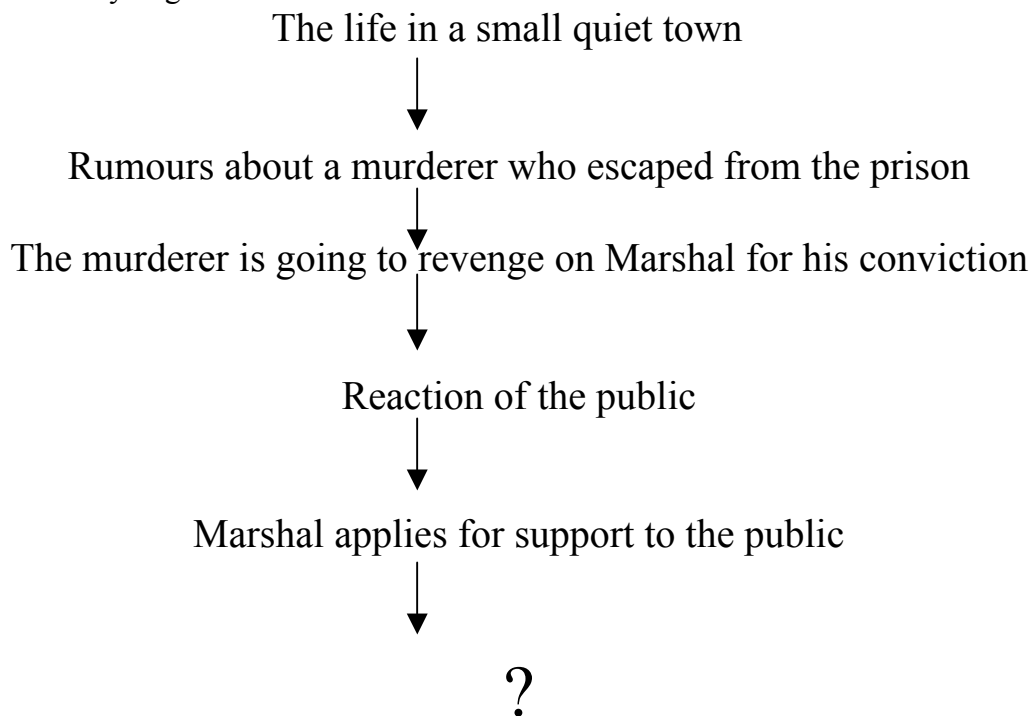 The life in a small quiet town
Rumours about a murderer who escaped from the prison
The murderer is going to revenge on Marshal for his conviction
Reaction of the public
Marshal applies for support to the public
?